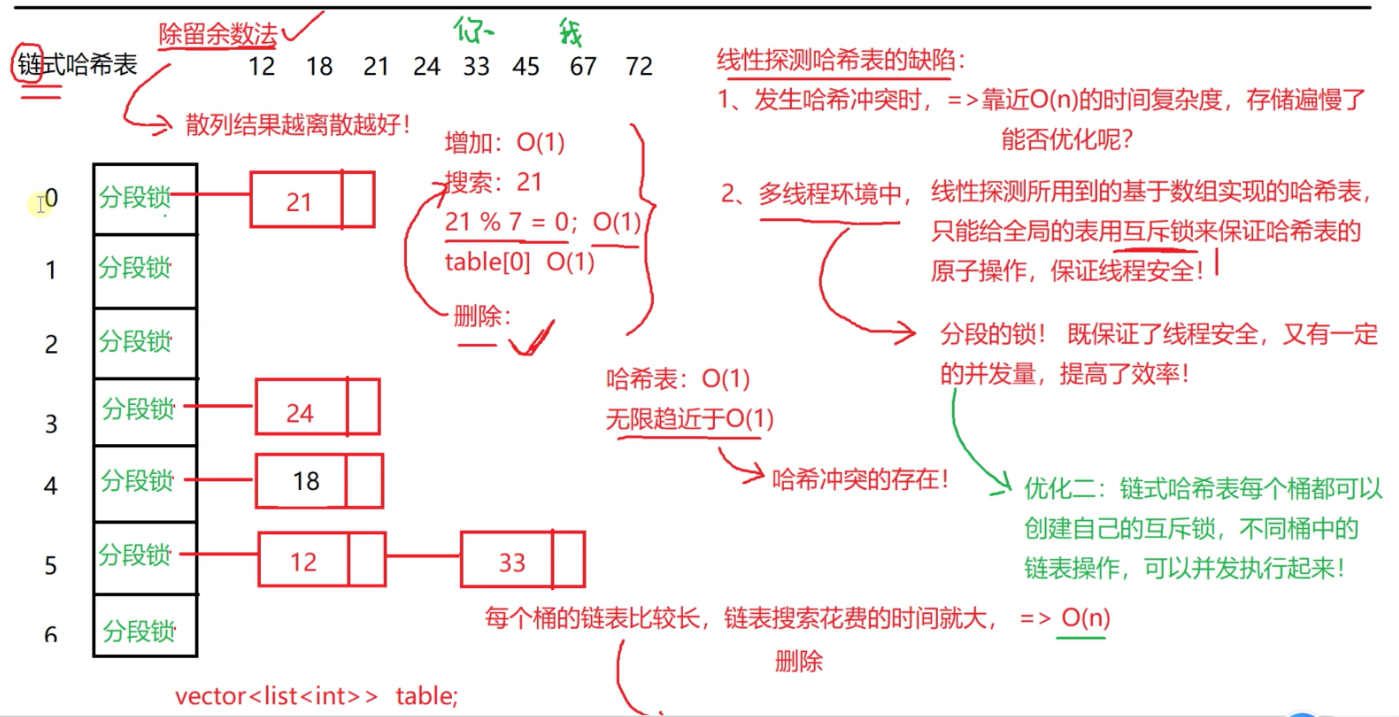 除留余数法
你 我
链式哈希表 12 18 21 24 33 45 67 72
散列结果越离散越好！
增加：O(1)
搜索：21
21 % 7 = 0；O(1)
table[0] O(1)
删除：
线性探测哈希表的缺陷：
1、发生哈希冲突时，=>靠近O(n)的时间复杂度，存储遍慢了
能否优化呢？
2、多线程环境中，线性探测所用到的基于数组实现的哈希表，
只能给全局的表用互斥锁来保证哈希表的
原子操作，保证线程安全！
分段的锁！ 既保证了线程安全，又有一定
的并发量，提高了效率！
哈希表：O(1)
无限趋近于O(1)
哈希冲突的存在！
优化二：链式哈希表每个桶都可以
创建自己的互斥锁，不同桶中的
链表操作，可以并发执行起来！
0 分段锁 21
1 分段锁
2 分段锁
3 分段锁 24
4 分段锁 18
5 分段锁 12 33
6 分段锁
每个桶的链表比较长，链表搜索花费的时间就大， => O(n)
删除
vector<list<int>> table;